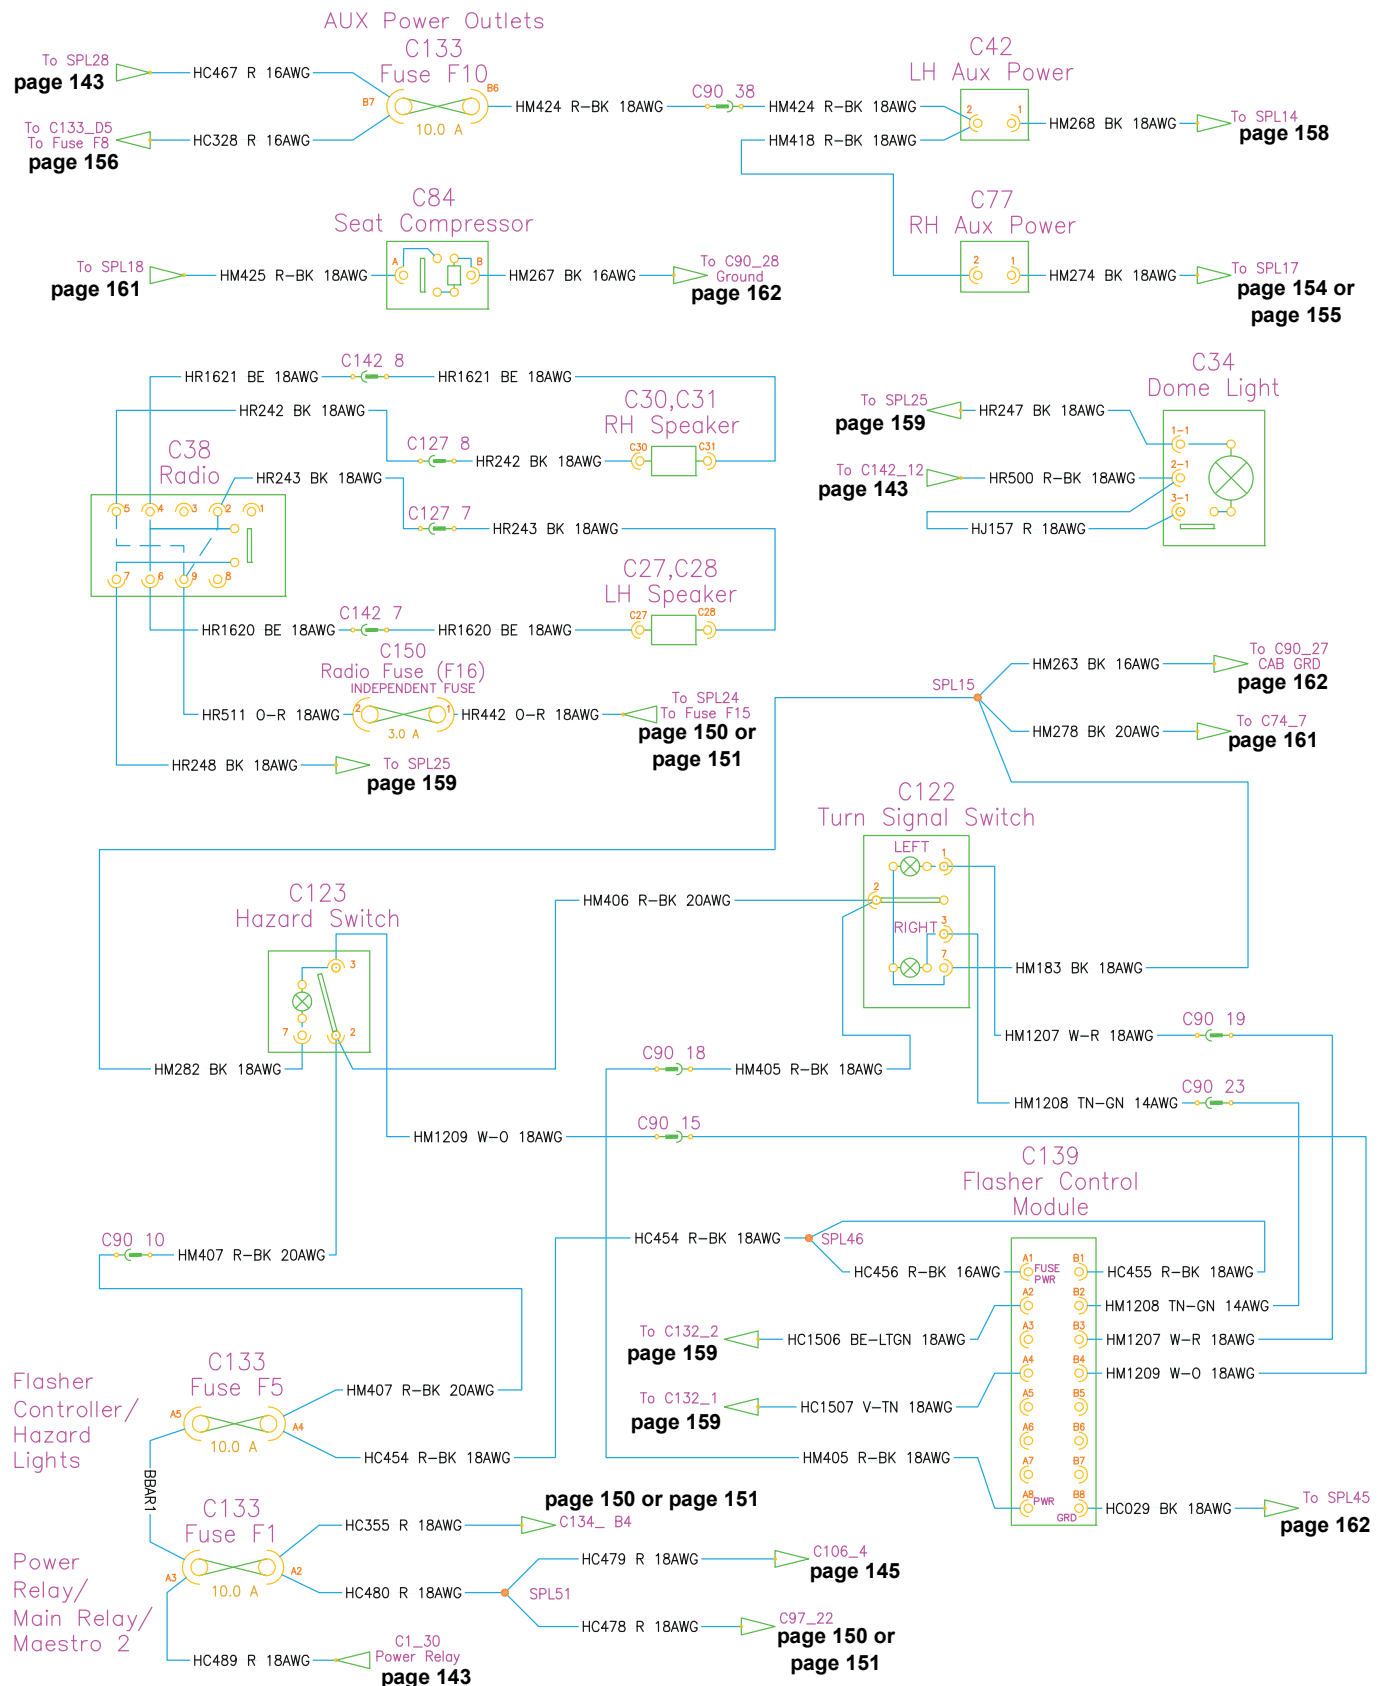 AUX Power Outlets
C133
Fuse F10
To SPL28
page 143
HC467 R 16AWG
B7
B6
10.0 A
To C133_D5
To Fuse F8
page 156
HC328 R 16AWG
HM424 R-BK 18AWG
C90_38
HM424 R-BK 18AWG
HM418 R-BK 18AWG
C42
LH Aux Power
2
1
HM268 BK 18AWG
To SPL14
page 158
C84
Seat Compressor
To SPL18
page 161
HM425 R-BK 18AWG
A
B
HM267 BK 16AWG
To C90_28
Ground
page 162
C77
RH Aux Power
2
1
HM274 BK 18AWG
To SPL17
page 154 or
page 155
HR1621 BE 18AWG
C142 8
HR1621 BE 18AWG
HR242 BK 18AWG
C127 8
HR242 BK 18AWG
C30,C31
RH Speaker
C30
C31
C38
Radio
HR243 BK 18AWG
C127 7
HR243 BK 18AWG
5
4
3
2
1
7
6
9
8
C27,C28
LH Speaker
C27
C28
HR1620 BE 18AWG
C142 7
HR1620 BE 18AWG
C150
Radio Fuse (F16)
INDEPENDENT FUSE
HR511 O-R 18AWG
2
1
3.0 A
HR442 O-R 18AWG
To SPL24
To Fuse F15
page 150 or
page 151
HR248 BK 18AWG
To SPL25
page 159
C34
Dome Light
To SPL25
page 159
HR247 BK 18AWG
1-1
To C142_12
page 143
HR500 R-BK 18AWG
2-1
3-1
HJ157 R 18AWG
SPL15
HM263 BK 16AWG
To C90_27
CAB GRD
page 162
HM278 BK 20AWG
To C74_7
page 161
C122
Turn Signal Switch
LEFT
1
2
RIGHT
3
7
HM183 BK 18AWG
C123
Hazard Switch
3
7
2
HM406 R-BK 20AWG
HM282 BK 18AWG
C90 18
HM405 R-BK 18AWG
HM1207 W-R 18AWG
C90 19
HM1208 TN-GN 14AWG
C90 23
HM1209 W-O 18AWG
C90 15
C139
Flasher Control
Module
C90 10
HM407 R-BK 20AWG
HC454 R-BK 18AWG
SPL46
HC456 R-BK 16AWG
A1
FUSE
PWR
B1
HC455 R-BK 18AWG
A2
B2
HM1208 TN-GN 14AWG
To C132_2
page 159
HC1506 BE-LTGN 18AWG
A3
B3
HM1207 W-R 18AWG
A4
B4
HM1209 W-O 18AWG
To C132_1
page 159
HC1507 V-TN 18AWG
A5
B5
A6
B6
HM405 R-BK 18AWG
A7
B7
A8
PWR
B8
GRD
HC029 BK 18AWG
To SPL45
page 162
Flasher
Controller/
Hazard
Lights
C133
Fuse F5
A5
A4
10.0 A
HM407 R-BK 20AWG
HC454 R-BK 18AWG
BBAR1
Power
Relay/
Main Relay/
Maestro 2
C133
Fuse F1
A3
A2
10.0 A
HC355 R 18AWG
page 150 or page 151
C134_ B4
HC480 R 18AWG
SPL51
HC479 R 18AWG
C106_4
page 145
HC478 R 18AWG
C97_22
page 150 or
page 151
HC489 R 18AWG
C1_30
Power Relay
page 143